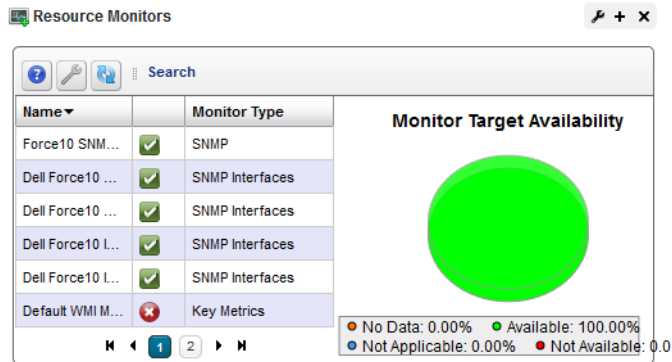 Resource Monitors
Search
Name Monitor Type
Force10 SNM... SNMP
Dell Force10 ... SNMP Interfaces
Dell Force10 ... SNMP Interfaces
Dell Force10 I... SNMP Interfaces
Dell Force10 I... SNMP Interfaces
Default WMI M... Key Metrics
1 2
Monitor Target Availability
No Data: 0.00% Available: 100.00%
Not Applicable: 0.00% Not Available: 0.0